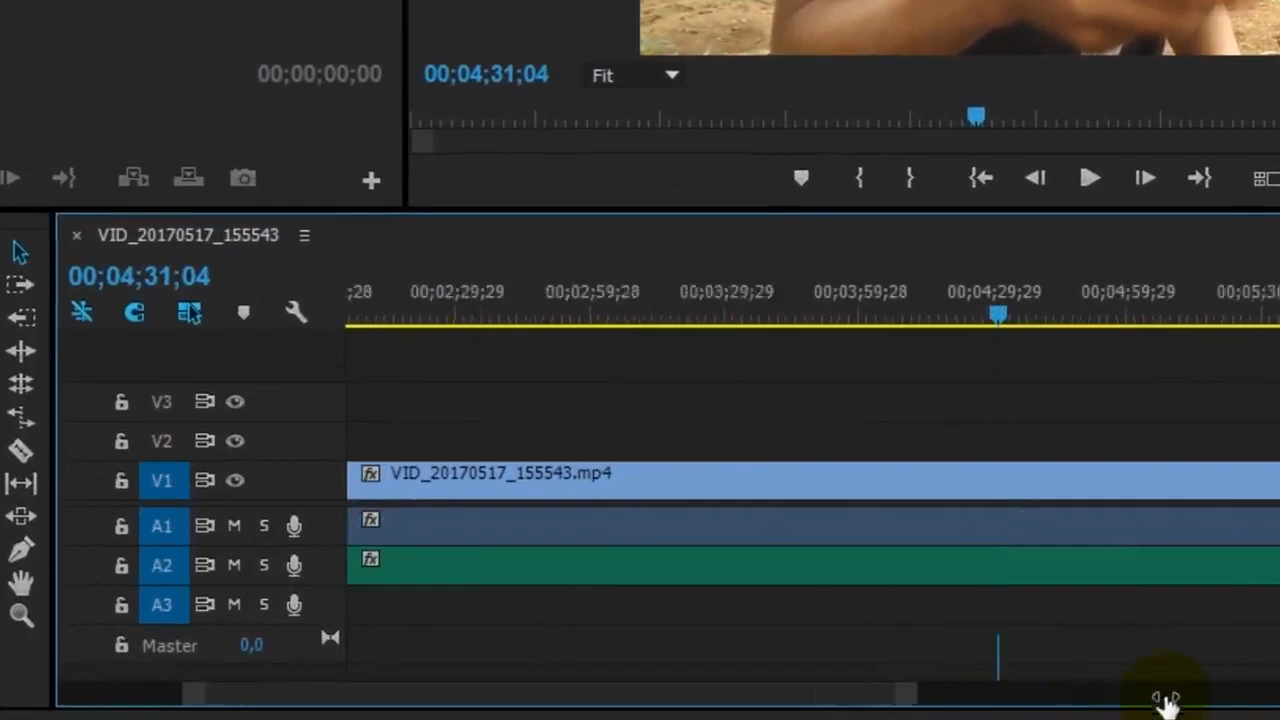 00;00;00;00
00;04;31;04
Fit
VID_20170517_155543
00;04;31;04
;28 00;02;29;29 00;02;59;28 00;03;29;29 00;03;59;28 00;04;29;29 00;04;59;29
V3
V2
V1 fx VID_20170517_155543.mp4
A1 M S fx
A2 M S fx
A3 M S
Master 0,0